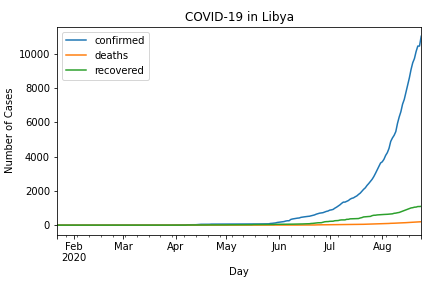 COVID-19 in Libya
confirmed
deaths
recovered
Number of Cases
10000
8000
6000
4000
2000
0
Feb Mar Apr May Jun Jul Aug
2020
Day